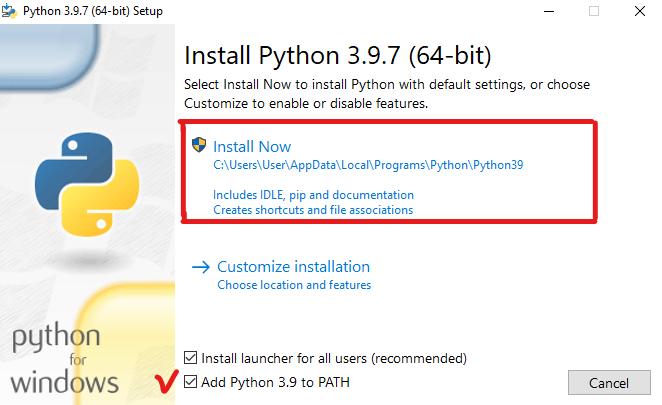 Python 3.9.7 (64-bit) Setup
Install Python 3.9.7 (64-bit)
Select Install Now to install Python with default settings, or choose
Customize to enable or disable features.
Install Now
C:\Users\User\AppData\Local\Programs\Python\Python39
Includes IDLE, pip and documentation
Creates shortcuts and file associations
Customize installation
Choose location and features
python
for
windows
Install launcher for all users (recommended)
Add Python 3.9 to PATH
Cancel